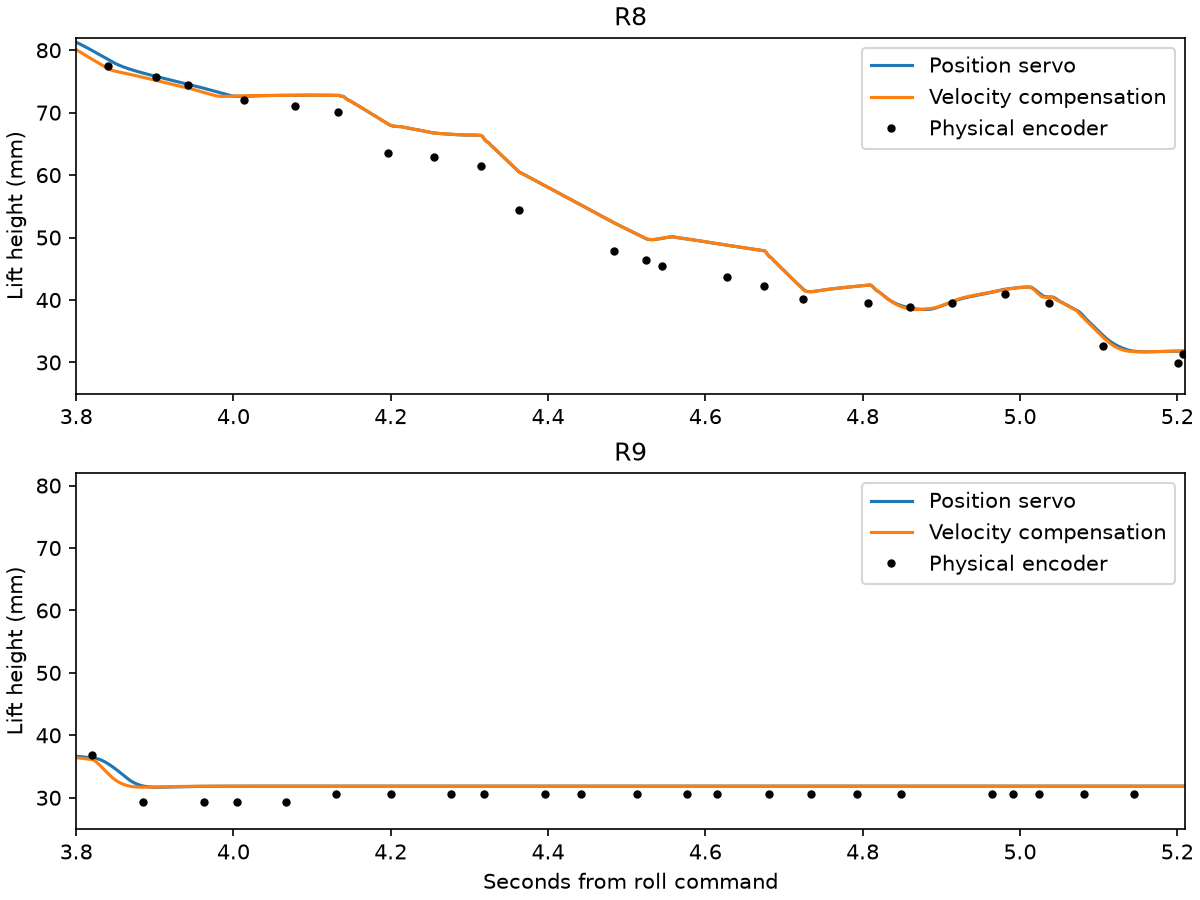 R8
80
70
60
50
40
30
Lift height (mm)
Position servo
Velocity compensation
Physical encoder
3.8 4.0 4.2 4.4 4.6 4.8 5.0 5.2
R9
80
70
60
50
40
30
Lift height (mm)
Position servo
Velocity compensation
Physical encoder
3.8 4.0 4.2 4.4 4.6 4.8 5.0 5.2
Seconds from roll command